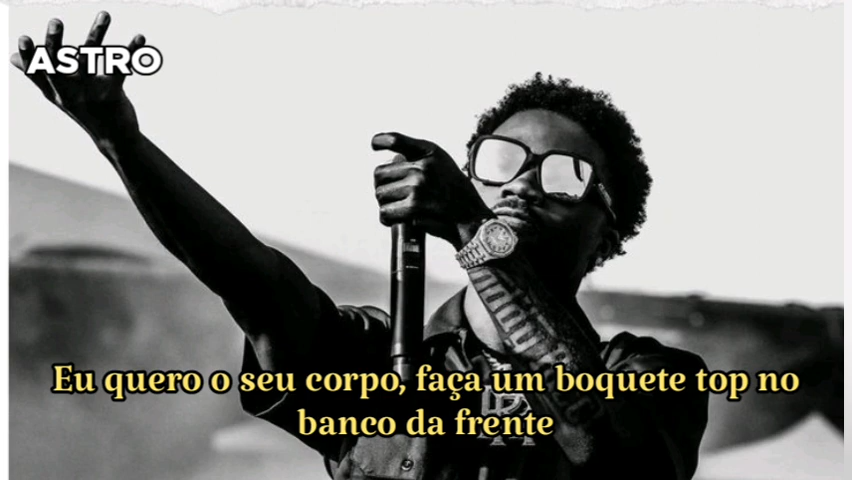 ASTRO
Eu quero o seu corpo, faça um boquete top no
banco da frente